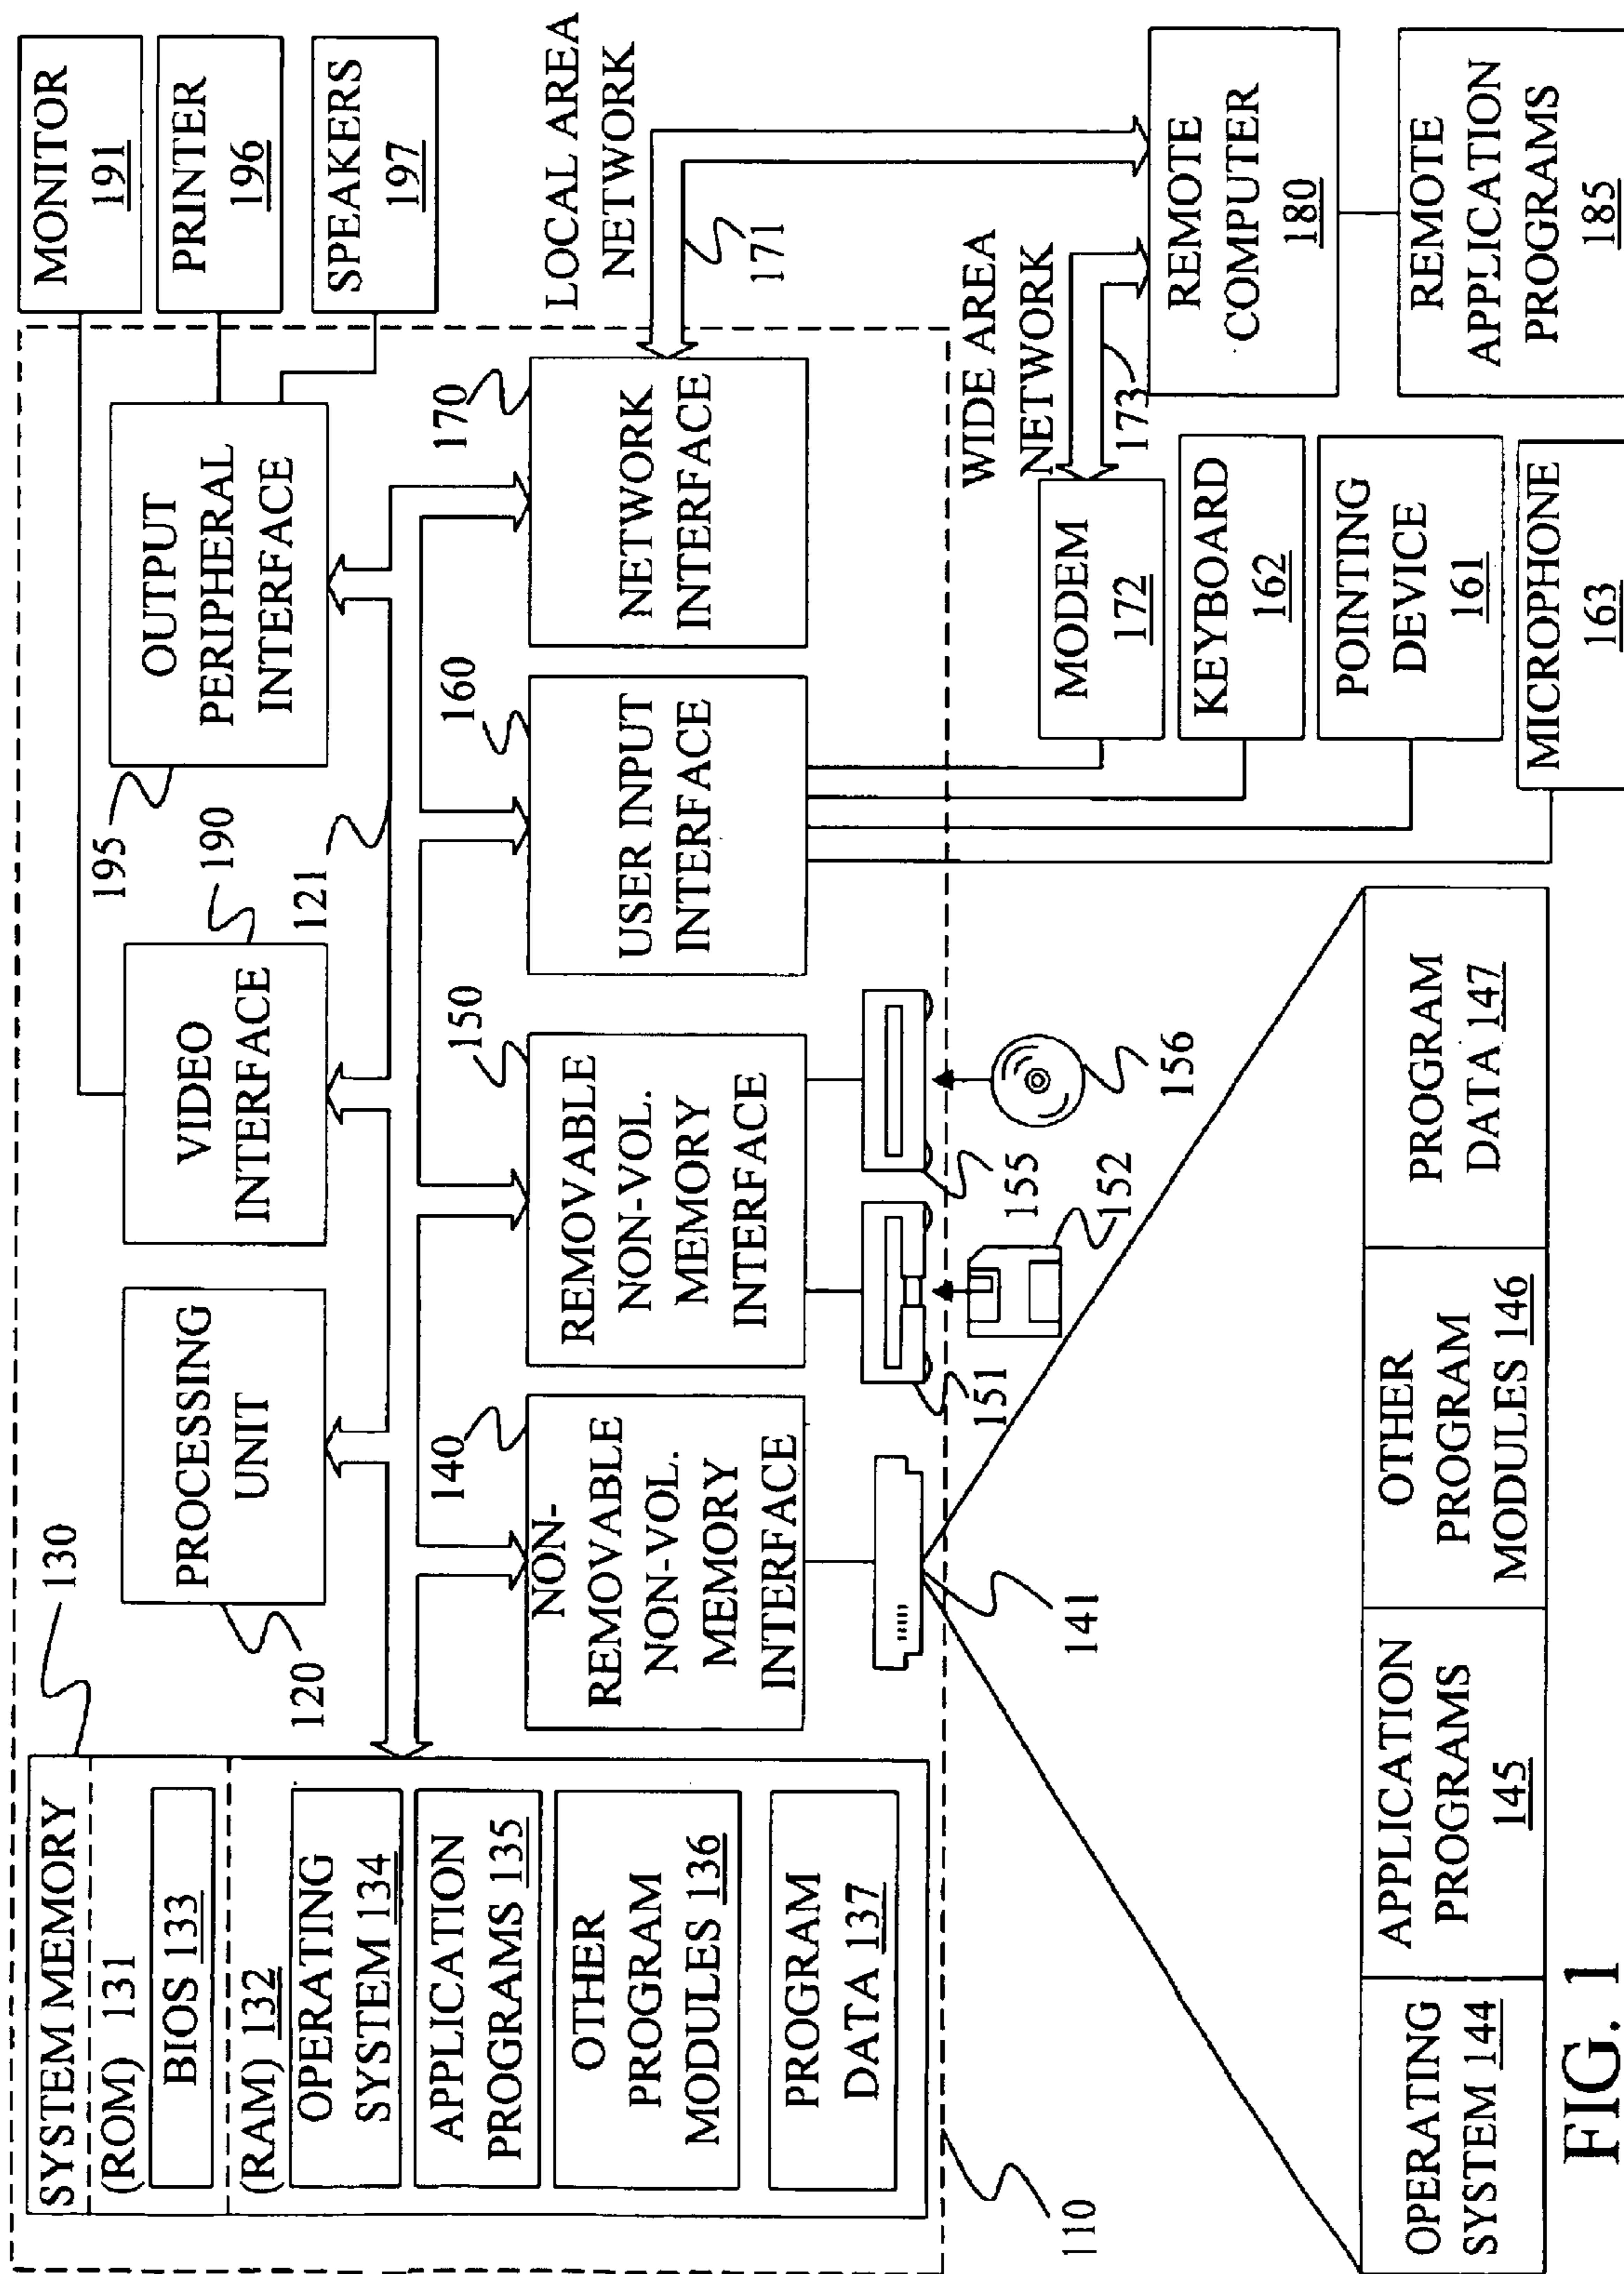 SYSTEM MEMORY
(ROM) 131
BIOS 133
(RAM) 132
OPERATING
SYSTEM 134
APPLICATION
PROGRAMS 135
OTHER
PROGRAM
MODULES 136
PROGRAM
DATA 137
130
PROCESSING
UNIT
120
VIDEO
INTERFACE
190
121
OUTPUT
PERIPHERAL
INTERFACE
195
MONITOR
191
PRINTER
196
SPEAKERS
197
NON-
REMOVABLE
NON-VOL.
MEMORY
INTERFACE
140
REMOVABLE
NON-VOL.
MEMORY
INTERFACE
150
USER INPUT
INTERFACE
160
NETWORK
INTERFACE
170
LOCAL AREA
NETWORK
171
141
151
152
155
156
110
WIDE AREA
NETWORK
173
MODEM
172
KEYBOARD
162
POINTING
DEVICE
161
MICROPHONE
163
REMOTE
COMPUTER
180
REMOTE
APPLICATION
PROGRAMS
185
OPERATING
SYSTEM 144
APPLICATION
PROGRAMS
145
OTHER
PROGRAM
MODULES 146
PROGRAM
DATA 147
FIG. 1